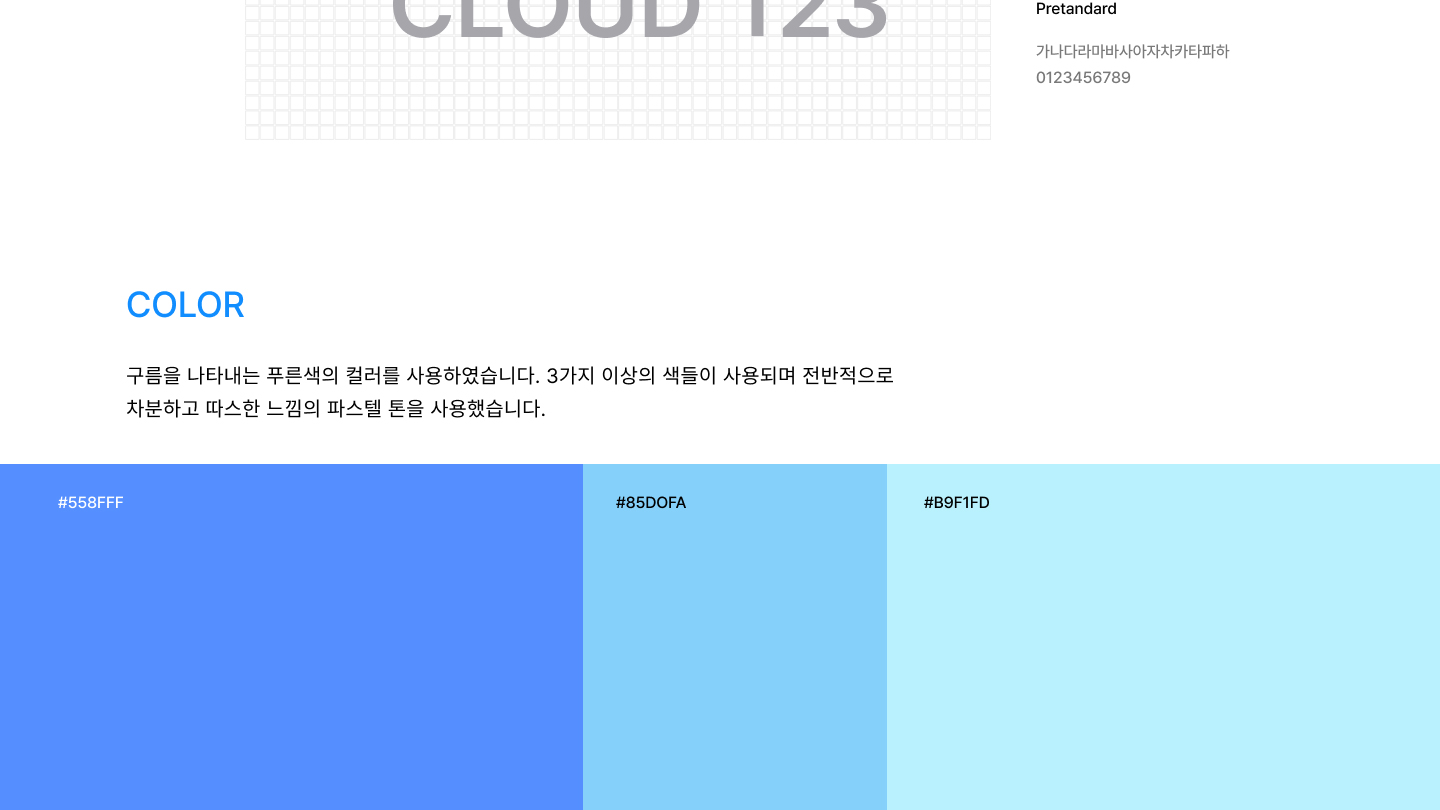 CLOUD 123
Pretandard
가나다라마바사아자차카타파하
0123456789
COLOR
구름을 나타내는 푸른색의 컬러를 사용하였습니다. 3가지 이상의 색들이 사용되며 전반적으로
차분하고 따스한 느낌의 파스텔 톤을 사용했습니다.
#558FFF
#85DOFA
#B9F1FD